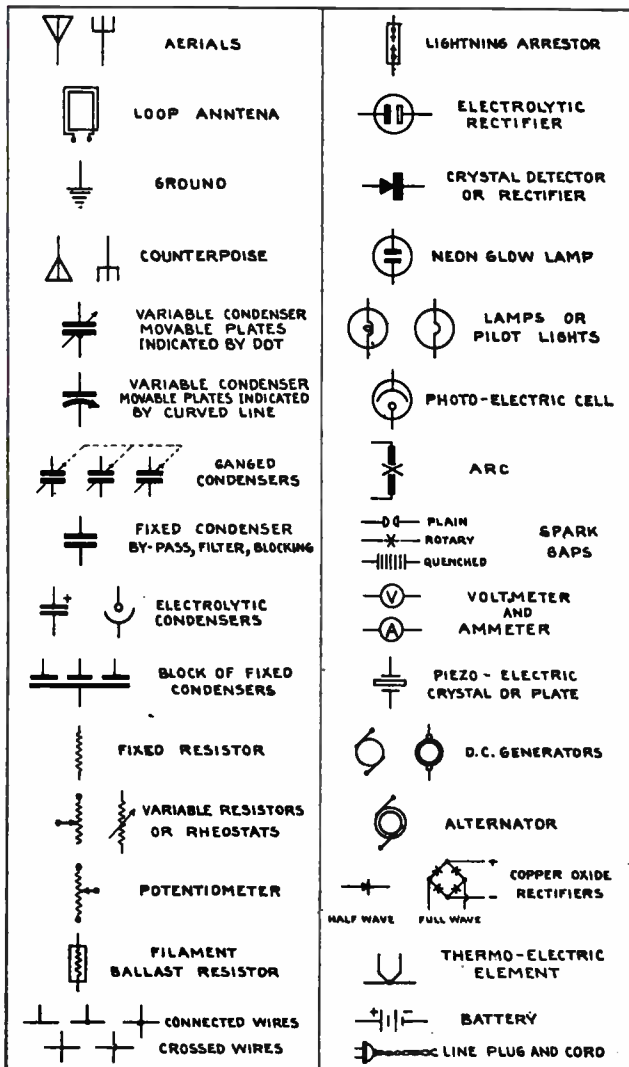 AERIALS
LOOP ANNTENA
GROUND
COUNTERPOISE
VARIABLE CONDENSER
MOVABLE PLATES
INDICATED BY DOT
VARIABLE CONDENSER
MOVABLE PLATES INDICATED
BY CURVED LINE
GANGED
CONDENSERS
FIXED CONDENSER
BY-PASS, FILTER, BLOCKING
+
ELECTROLYTIC
CONDENSERS
BLOCK OF FIXED
CONDENSERS
FIXED RESISTOR
VARIABLE RESISTORS
OR RHEOSTATS
POTENTIOMETER
FILAMENT
BALLAST RESISTOR
CONNECTED WIRES
CROSSED WIRES
LIGHTNING ARRESTOR
ELECTROLYTIC
RECTIFIER
CRYSTAL DETECTOR
OR RECTIFIER
NEON GLOW LAMP
LAMPS OR
PILOT LIGHTS
PHOTO-ELECTRIC CELL
ARC
PLAIN
ROTARY
QUENCHED
SPARK
GAPS
V
A
VOLTMETER
AND
AMMETER
PIEZO-ELECTRIC
CRYSTAL OR PLATE
D.C. GENERATORS
ALTERNATOR
+
-
HALF WAVE
FULL WAVE
COPPER OXIDE
RECTIFIERS
THERMO-ELECTRIC
ELEMENT
+ -
BATTERY
LINE PLUG AND CORD